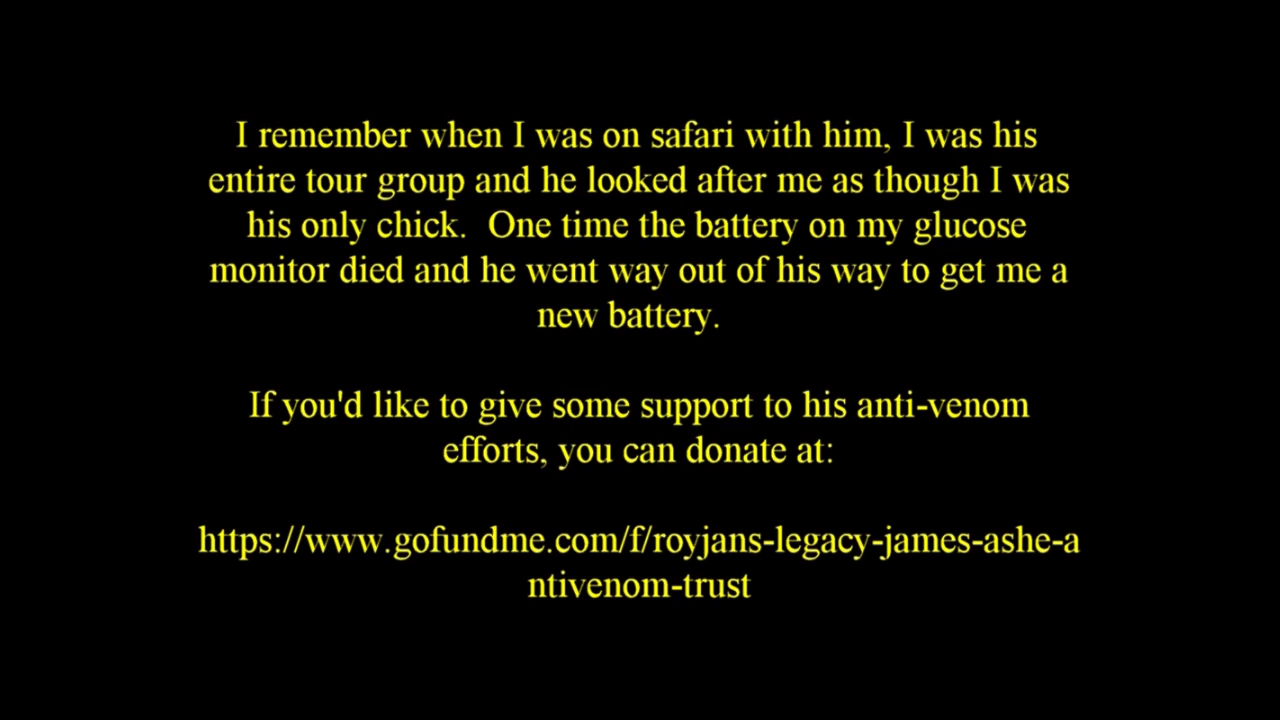 I remember when I was on safari with him, I was his
entire tour group and he looked after me as though I was
his only chick.  One time the battery on my glucose
monitor died and he went way out of his way to get me a
new battery.
If you'd like to give some support to his anti-venom
efforts, you can donate at:
https://www.gofundme.com/f/royjans-legacy-james-ashe-a
ntivenom-trust